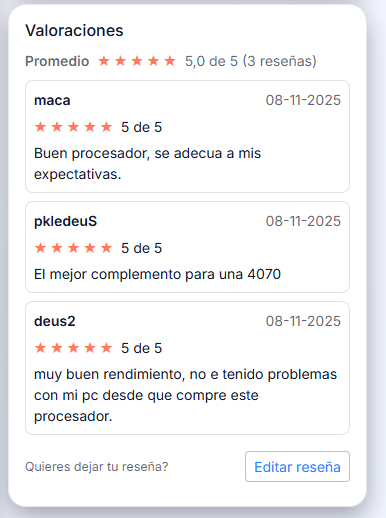 Valoraciones
Promedio ★ ★ ★ ★ ★ 5,0 de 5 (3 reseñas)
maca 08-11-2025
★ ★ ★ ★ ★ 5 de 5
Buen procesador, se adecua a mis
expectativas.
pkledeuS 08-11-2025
★ ★ ★ ★ ★ 5 de 5
El mejor complemento para una 4070
deus2 08-11-2025
★ ★ ★ ★ ★ 5 de 5
muy buen rendimiento, no e tenido problemas
con mi pc desde que compre este
procesador.
Quieres dejar tu reseña? Editar reseña